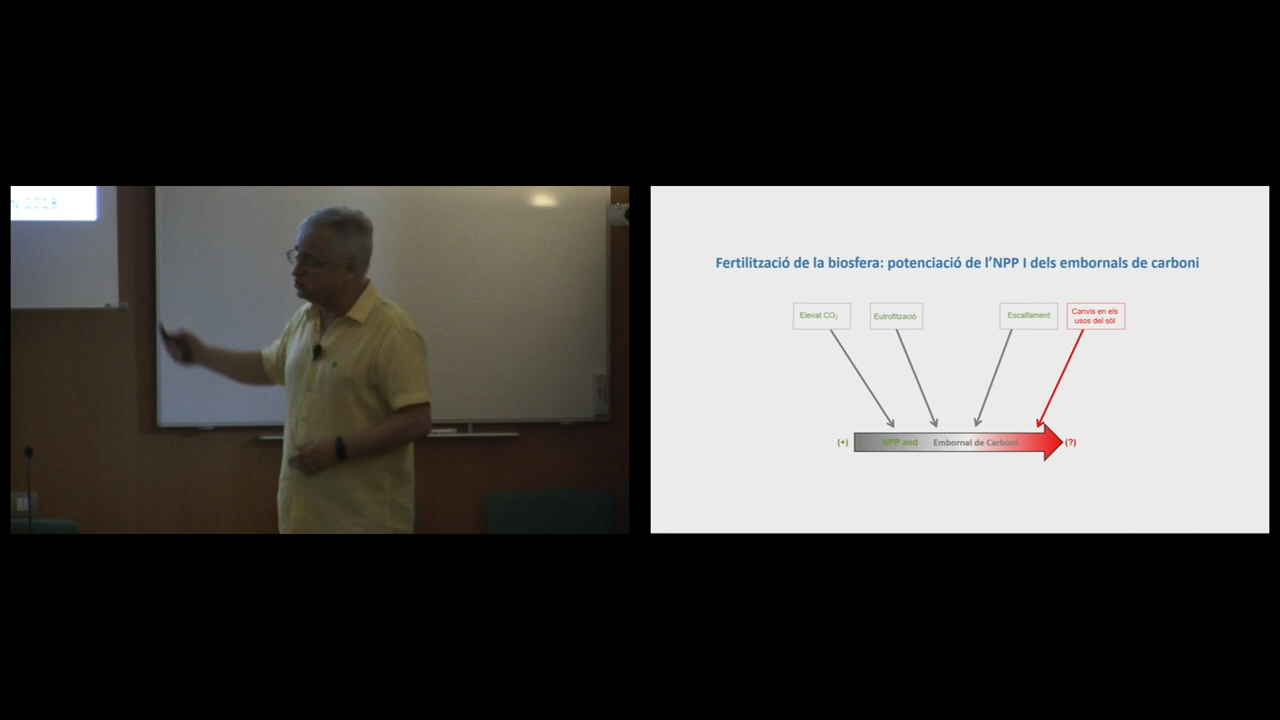 2018
Fertilització de la biosfera: potenciació de l'NPP I dels embornals de carboni
Elevat CO₂
Eutrofització
Escalfament
Canvis en els
usos del sòl
(+)
NPP and
Embornal de Carboni
(?)